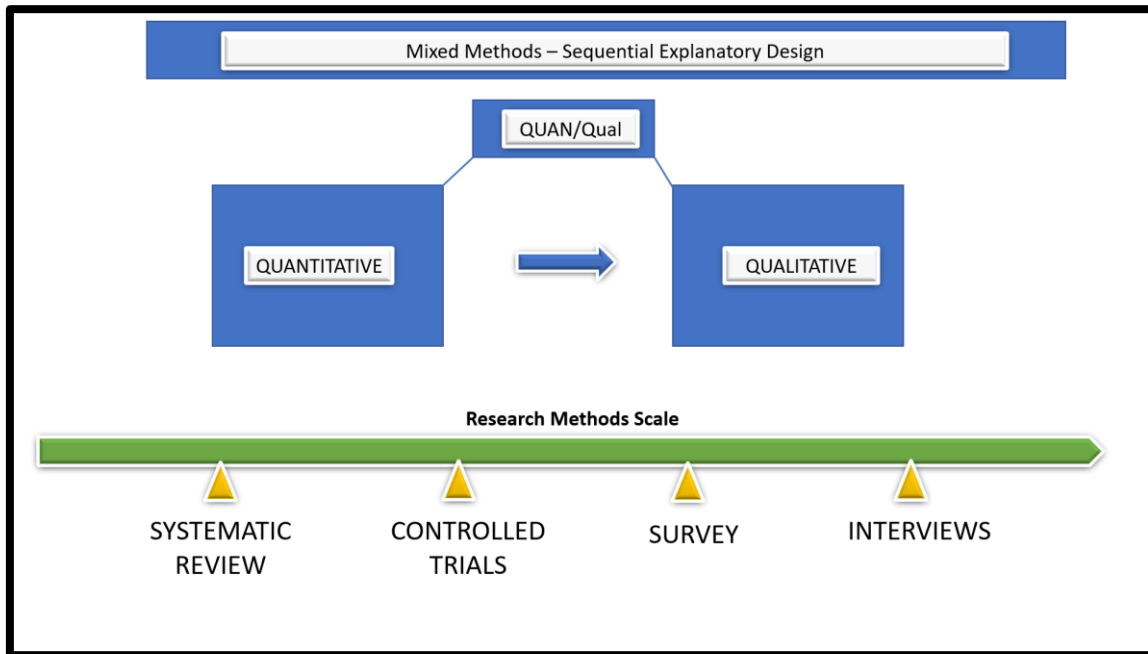 Mixed Methods – Sequential Explanatory Design
QUAN/Qual
QUANTITATIVE
QUALITATIVE
Research Methods Scale
SYSTEMATIC
REVIEW
CONTROLLED
TRIALS
SURVEY
INTERVIEWS